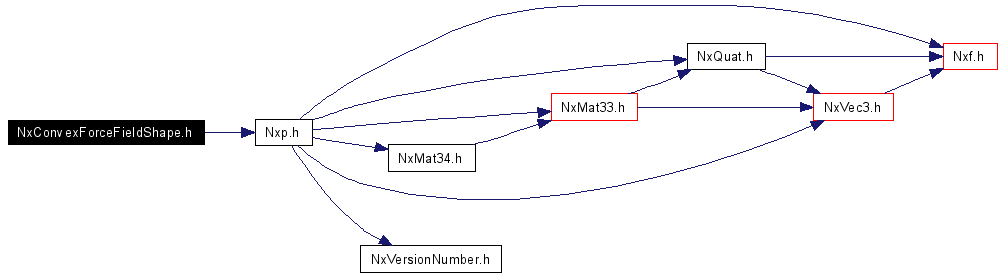 NxConvexForceFieldShape.h
Nxp.h
NxMat34.h
NxVersionNumber.h
NxMat33.h
NxQuat.h
NxVec3.h
Nxf.h